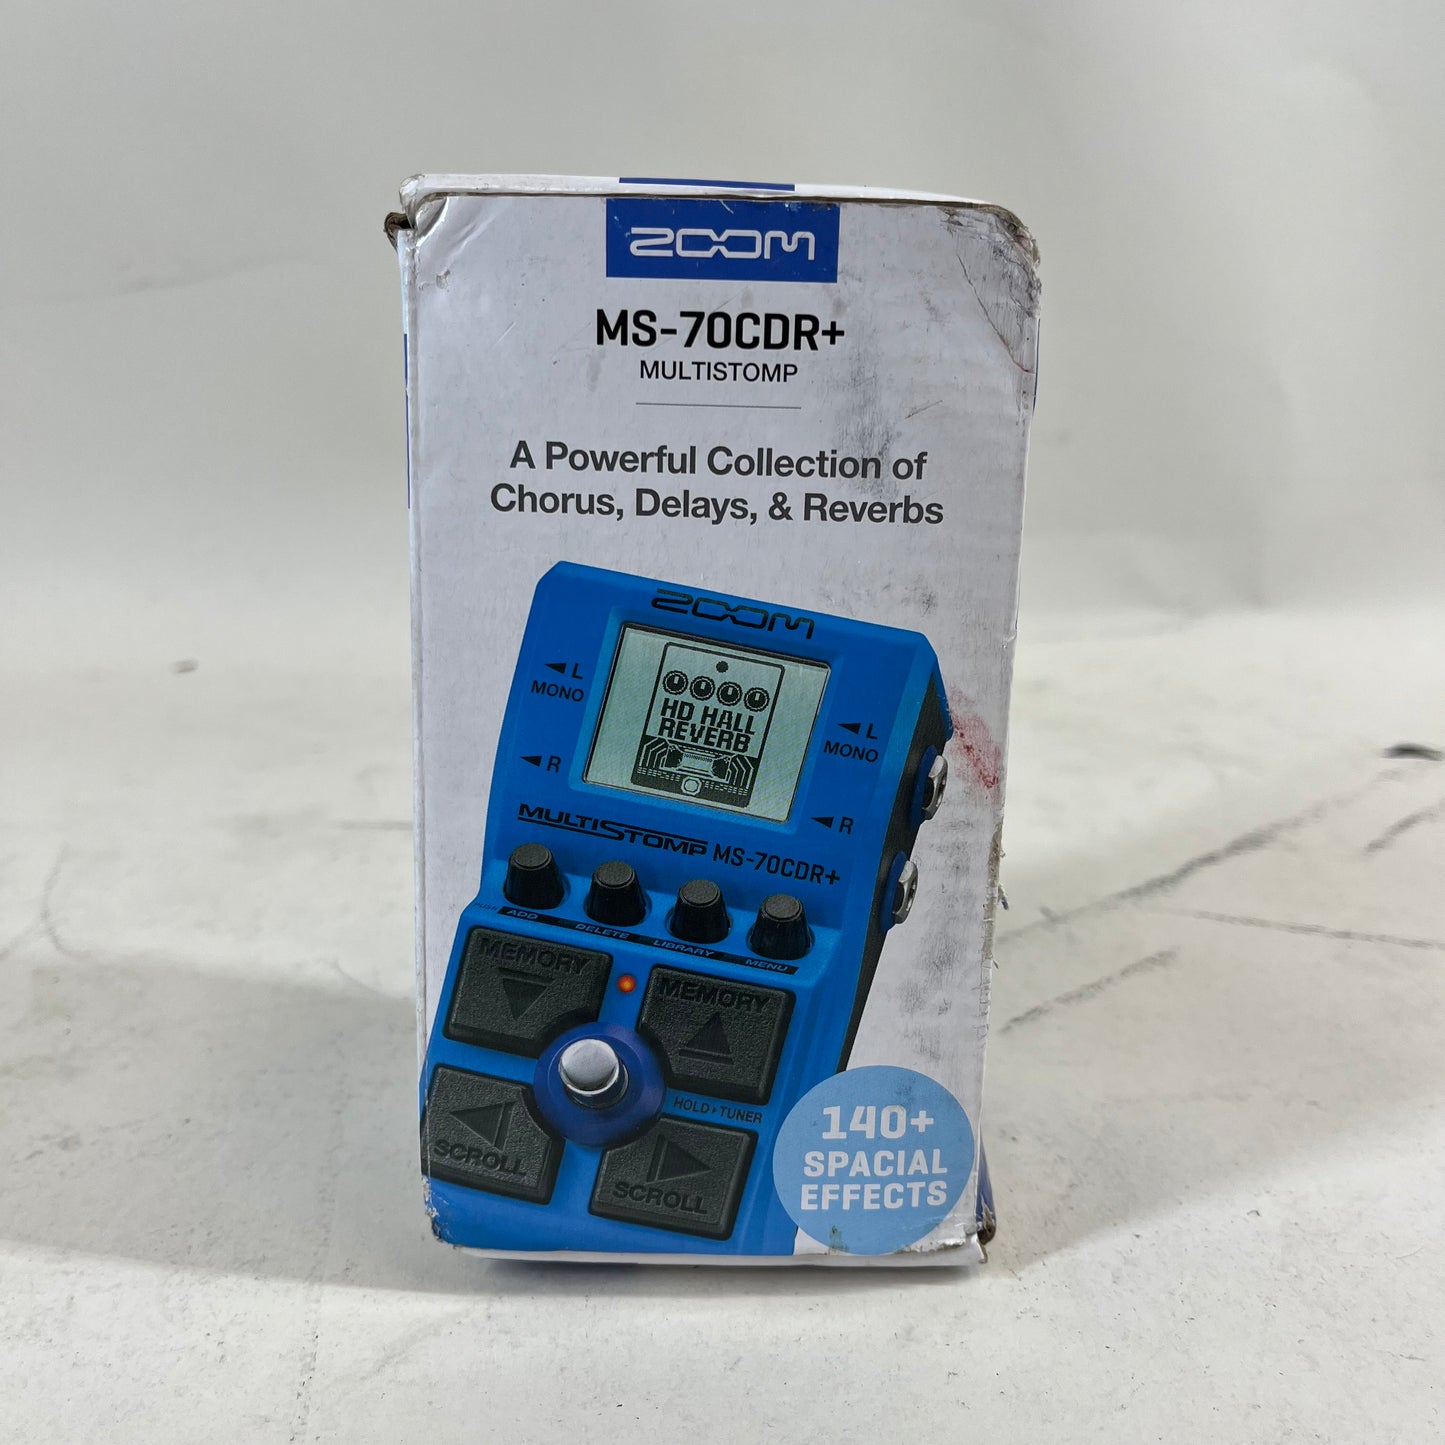 ZOOM
MS-70CDR+
MULTISTOMP
A Powerful Collection of
Chorus, Delays, & Reverbs
ZOOM
L
MONO
R
HD HALL
REVERB
L
MONO
R
MULTISTOMP MS-70CDR+
PUSH ADD DELETE LIBRARY MENU
MEMORY
MEMORY
HOLD▸TUNER
SCROLL
SCROLL
140+
SPACIAL
EFFECTS